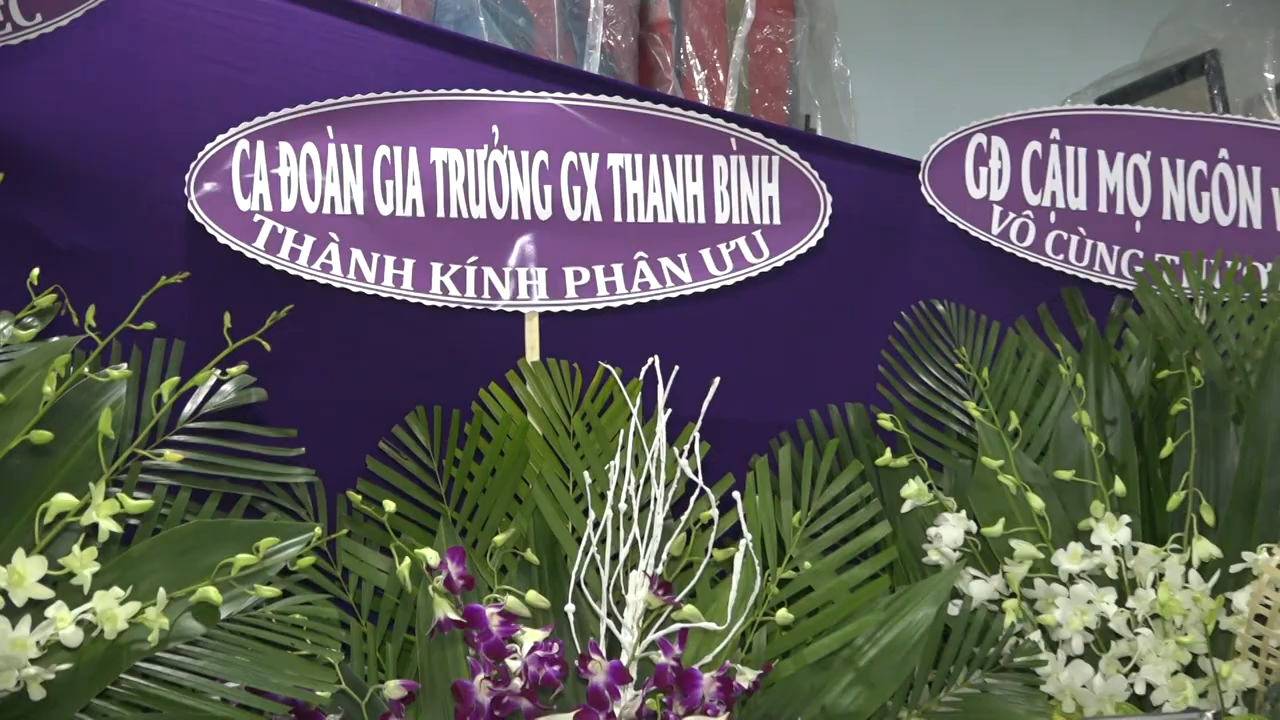 CA ĐOÀN GIA TRƯỞNG GX THANH BÌNH
THÀNH KÍNH PHÂN ƯU
GĐ CẬU MỢ NGÔN
VÔ CÙNG